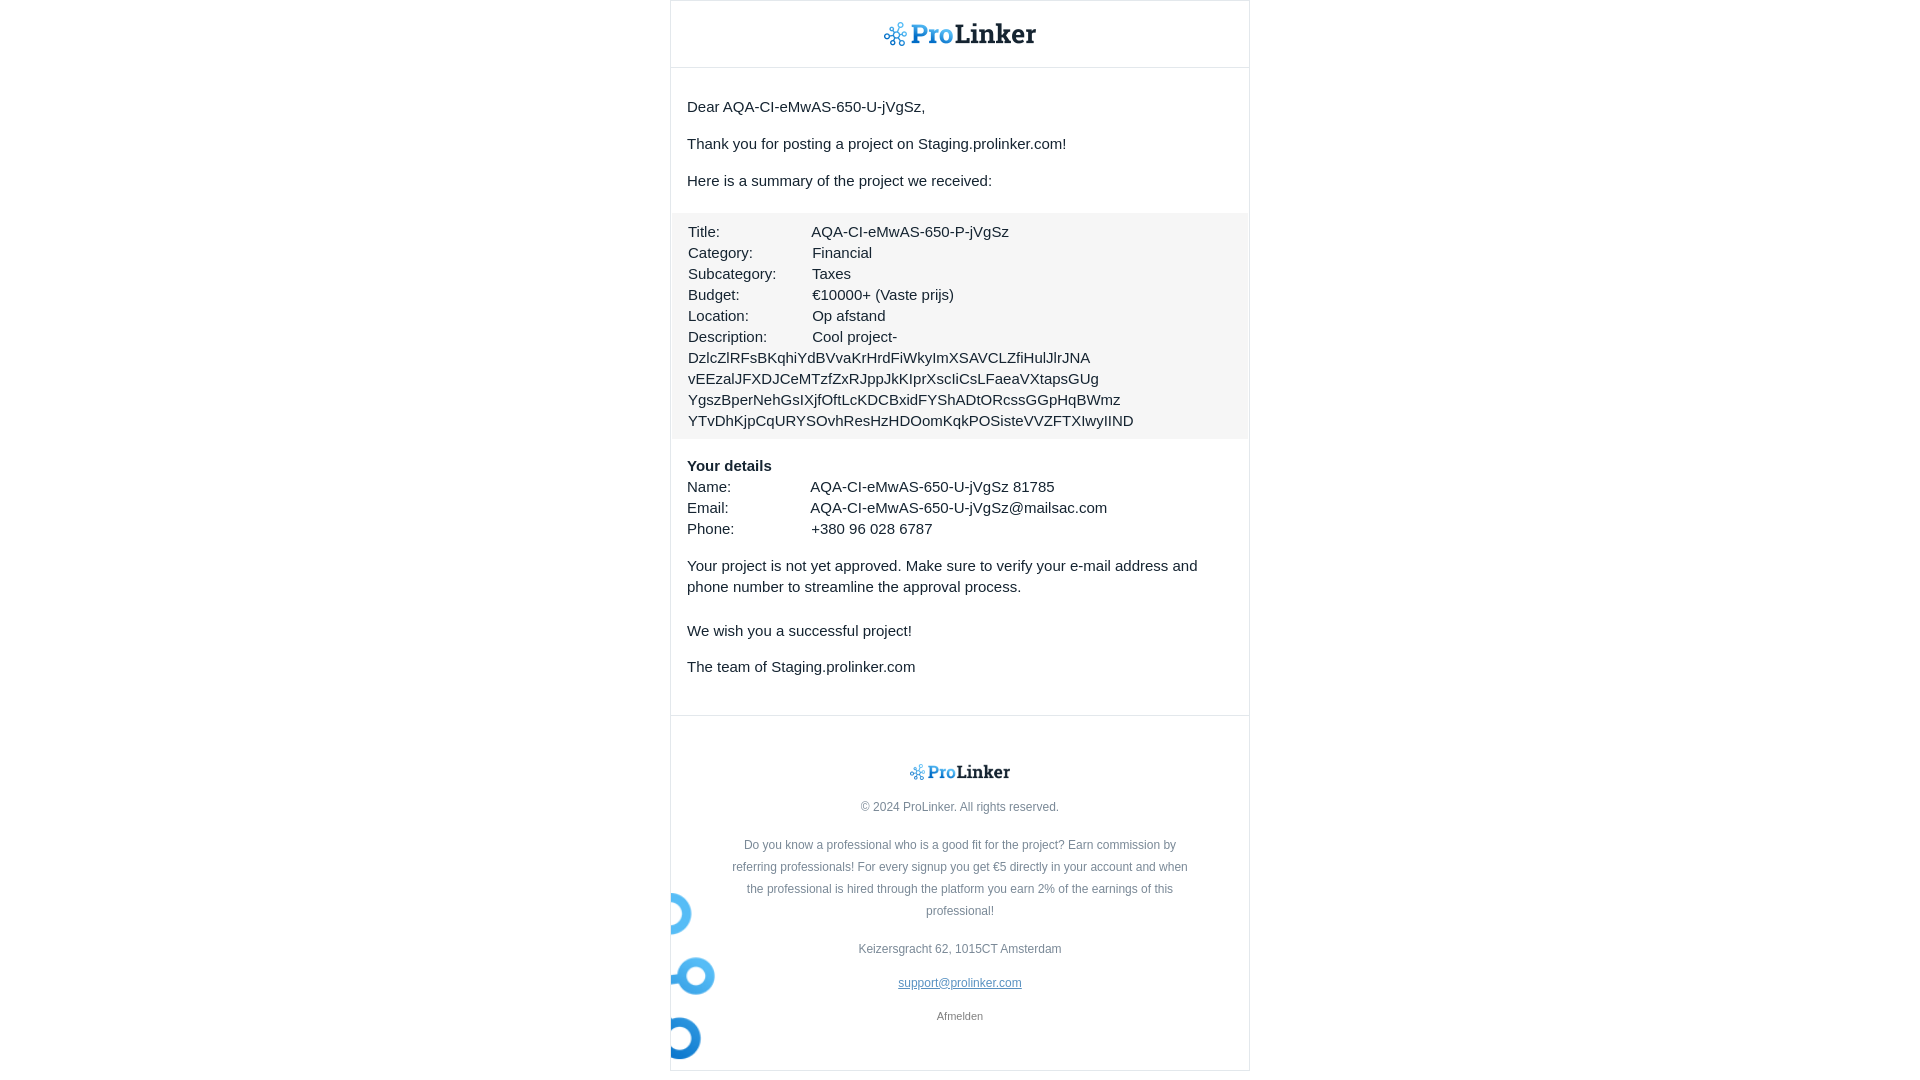 ProLinker
Dear AQA-CI-eMwAS-650-U-jVgSz,
Thank you for posting a project on Staging.prolinker.com!
Here is a summary of the project we received:
Title: AQA-CI-eMwAS-650-P-jVgSz
Category: Financial
Subcategory: Taxes
Budget: €10000+ (Vaste prijs)
Location: Op afstand
Description: Cool project-
DzlcZlRFsBKqhiYdBVvaKrHrdFiWkyImXSAVCLZfiHulJlrJNA
vEEzalJFXDJCeMTzfZxRJppJkKIprXscIiCsLFaeaVXtapsGUg
YgszBperNehGsIXjfOftLcKDCBxidFYShADtORcssGGpHqBWmz
YTvDhKjpCqURYSOvhResHzHDOomKqkPOSisteVVZFTXIwyIIND
Your details
Name: AQA-CI-eMwAS-650-U-jVgSz 81785
Email: AQA-CI-eMwAS-650-U-jVgSz@mailsac.com
Phone: +380 96 028 6787
Your project is not yet approved. Make sure to verify your e-mail address and
phone number to streamline the approval process.
We wish you a successful project!
The team of Staging.prolinker.com
ProLinker
© 2024 ProLinker. All rights reserved.
Do you know a professional who is a good fit for the project? Earn commission by
referring professionals! For every signup you get €5 directly in your account and when
the professional is hired through the platform you earn 2% of the earnings of this
professional!
Keizersgracht 62, 1015CT Amsterdam
support@prolinker.com
Afmelden